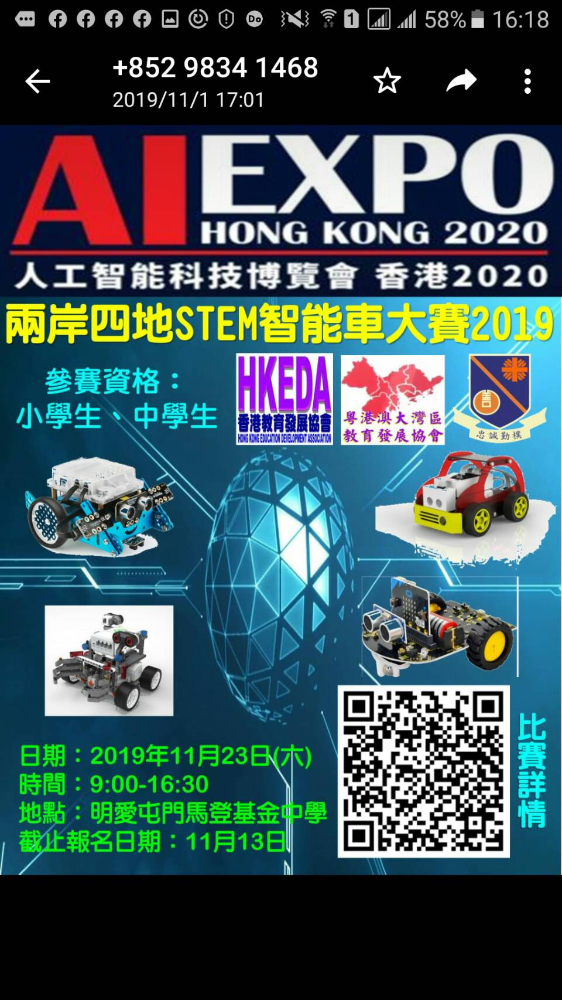 Do
1
58%
16:18
+852 9834 1468
2019/11/1 17:01
AI EXPO
HONG KONG 2020
人工智能科技博覽會 香港2020
兩岸四地STEM智能車大賽2019
參賽資格：
小學生、中學生
HKEDA
香港教育發展協會
HONG KONG EDUCATION DEVELOPMENT ASSOCIATION
粵港澳大灣區
教育發展協會
善
忠誠勤樸
日期：2019年11月23日(六)
時間：9:00-16:30
地點：明愛屯門馬登基金中學
截止報名日期：11月13日
比賽詳情